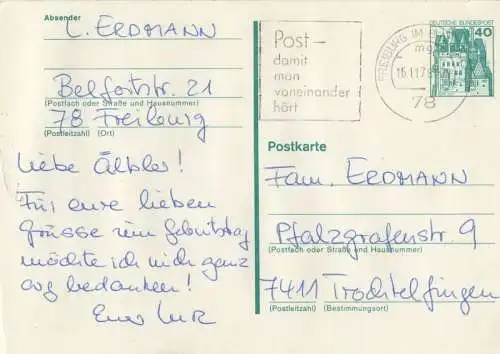 Absender
C. ERDMANN
Belfortstr. 21
(Postfach oder Straße und Hausnummer)
78 Freiburg
(Postleitzahl) (Ort)
Liebe Älbler!
Für eure lieben
Grüsse zum Geburtstag
möchte ich mich ganz
arg bedanken!
Euer
Post –
damit
man
voneinander
hört
FREIBURG IM
78
DEUTSCHE BUNDESPOST
40
Postkarte
Fam. ERDMANN
Pfalzgrafenstr. 9
(Postfach oder Straße und Hausnummer)
7411 Trochtelfingen
(Postleitzahl) (Bestimmungsort)